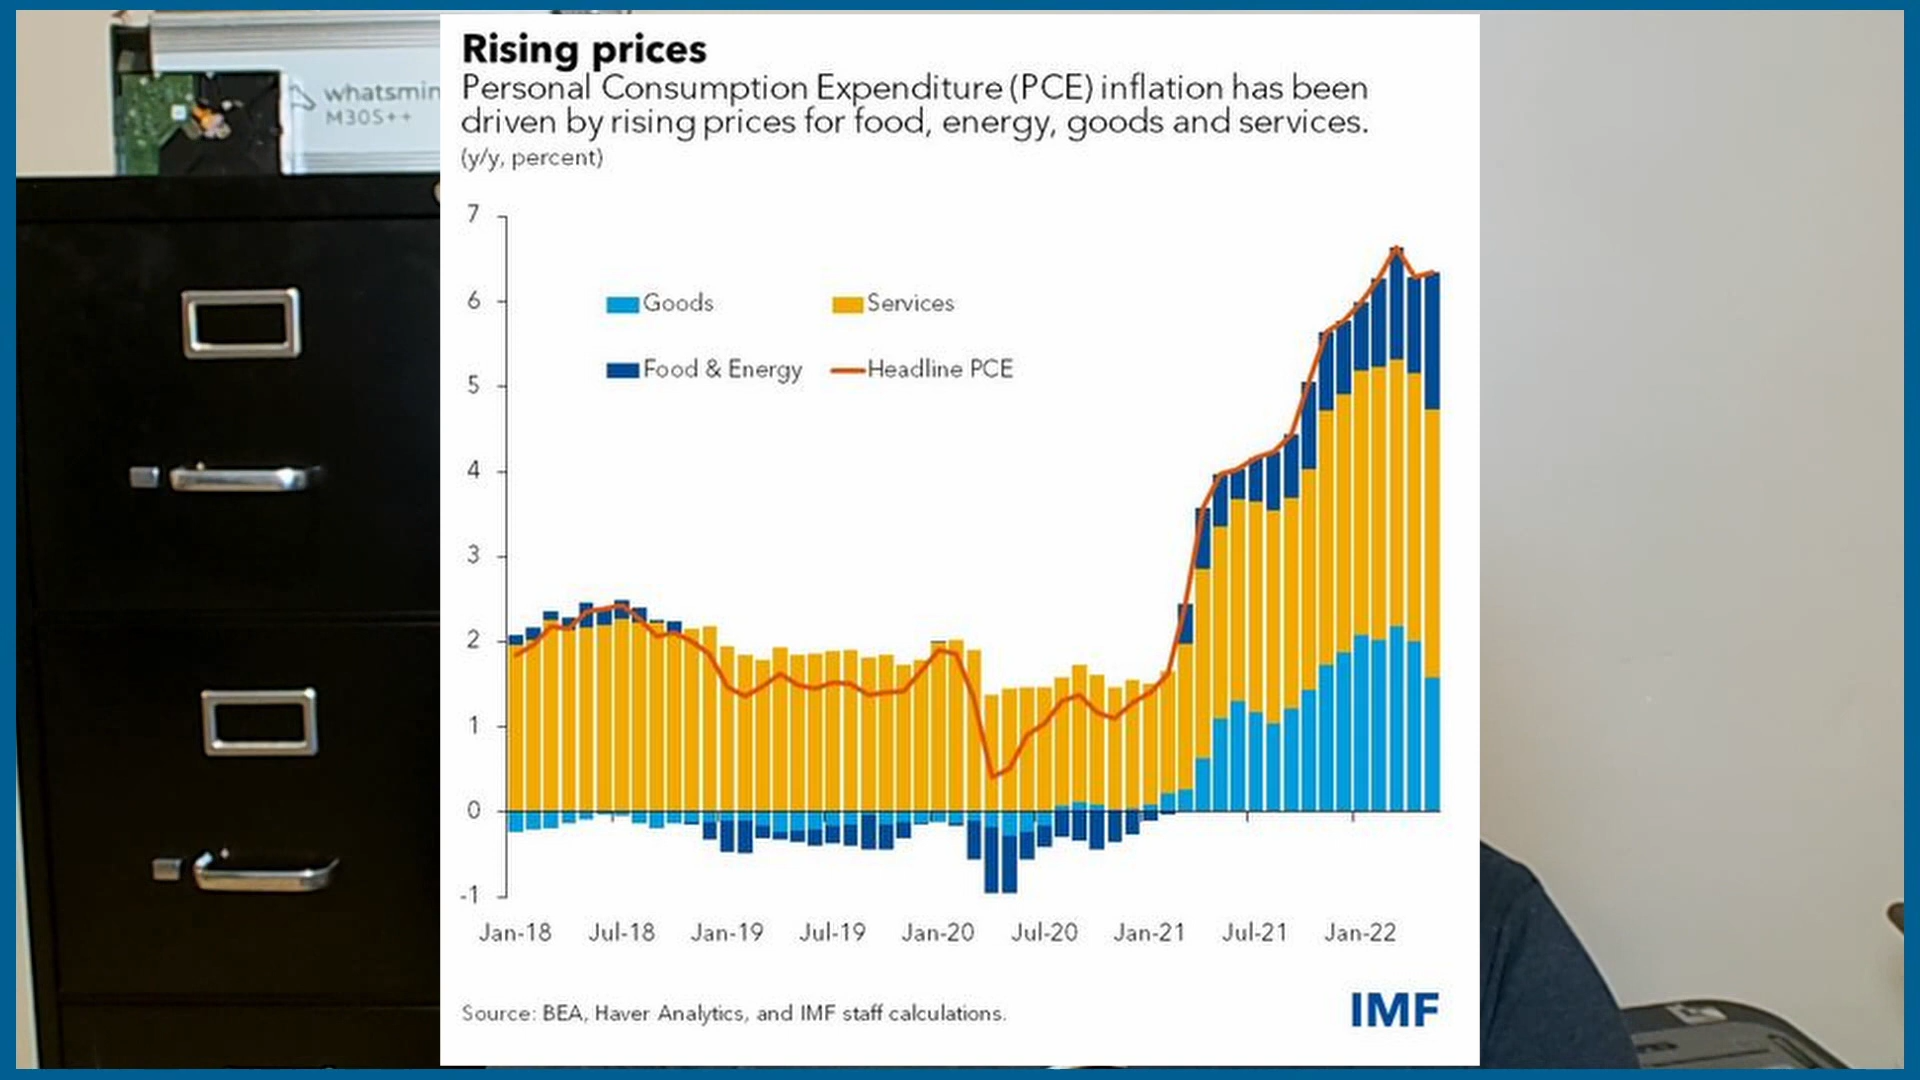 whatsmin
M30S++
Rising prices
Personal Consumption Expenditure (PCE) inflation has been
driven by rising prices for food, energy, goods and services.
(y/y, percent)
7
6
5
4
3
2
1
0
-1
Goods
Services
Food & Energy
Headline PCE
Jan-18 Jul-18 Jan-19 Jul-19 Jan-20 Jul-20 Jan-21 Jul-21 Jan-22
Source: BEA, Haver Analytics, and IMF staff calculations.
IMF